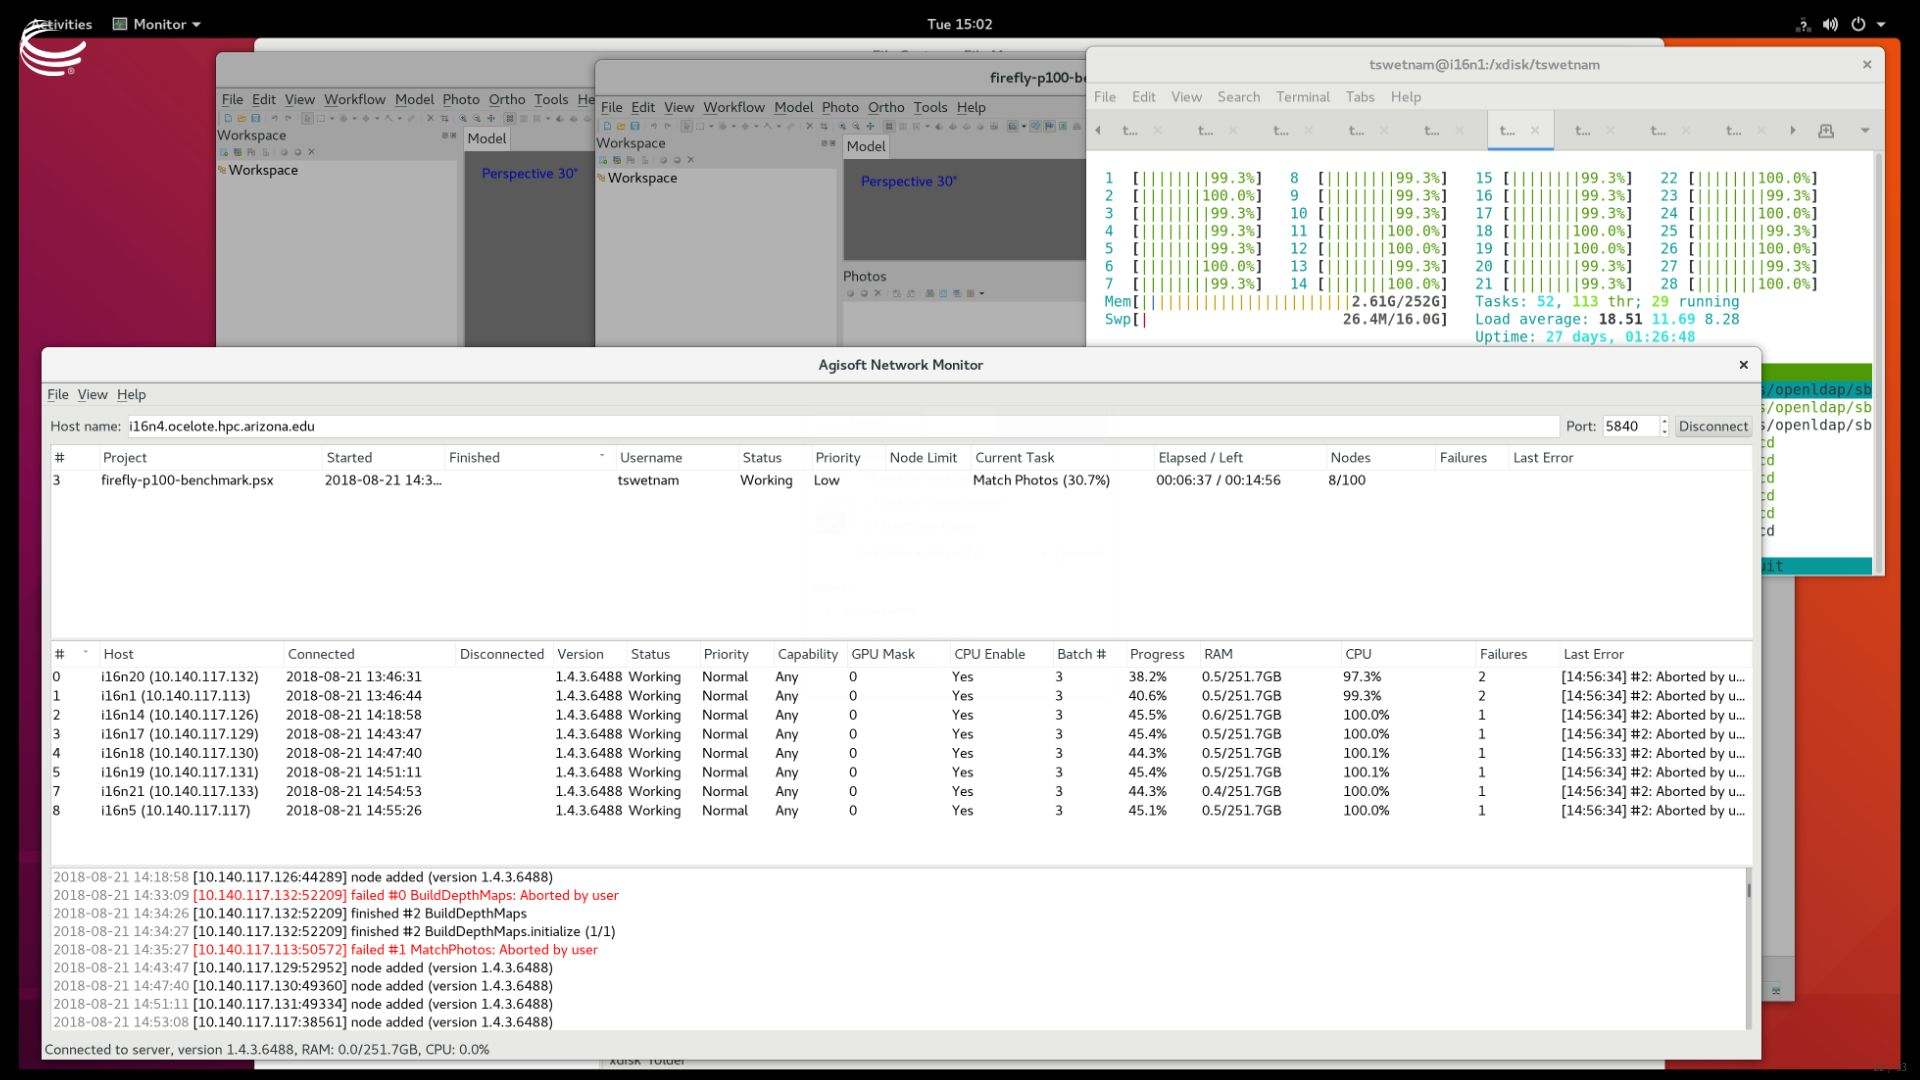 Activities Monitor Tue 15:02
File Edit View Workflow Model Photo Ortho Tools He
Workspace
Model
Workspace
Perspective 30°
firefly-p100-be
File Edit View Workflow Model Photo Ortho Tools Help
Workspace
Model
Workspace
Perspective 30°
Photos
tswetnam@i16n1:/xdisk/tswetnam
File Edit View Search Terminal Tabs Help
t... t... t... t... t... t... t... t... t...
1 [||||||||99.3%] 8 [||||||||99.3%] 15 [||||||||99.3%] 22 [|||||||100.0%]
2 [|||||||100.0%] 9 [||||||||99.3%] 16 [||||||||99.3%] 23 [||||||||99.3%]
3 [||||||||99.3%] 10 [||||||||99.3%] 17 [||||||||99.3%] 24 [|||||||100.0%]
4 [||||||||99.3%] 11 [|||||||100.0%] 18 [|||||||100.0%] 25 [||||||||99.3%]
5 [||||||||99.3%] 12 [|||||||100.0%] 19 [|||||||100.0%] 26 [|||||||100.0%]
6 [|||||||100.0%] 13 [||||||||99.3%] 20 [||||||||99.3%] 27 [||||||||99.3%]
7 [||||||||99.3%] 14 [|||||||100.0%] 21 [||||||||99.3%] 28 [|||||||100.0%]
Mem[||||||||||||||||||||||||2.61G/252G] Tasks: 52, 113 thr; 29 running
Swp[| 26.4M/16.0G] Load average: 18.51 11.69 8.28
Uptime: 27 days, 01:26:48
s/openldap/sb
s/openldap/sb
s/openldap/sb
cd
cd
cd
cd
cd
cd
uit
Agisoft Network Monitor
File View Help
Host name: i16n4.ocelote.hpc.arizona.edu Port: 5840 Disconnect
# Project Started Finished Username Status Priority Node Limit Current Task Elapsed / Left Nodes Failures Last Error
3 firefly-p100-benchmark.psx 2018-08-21 14:3... tswetnam Working Low Match Photos (30.7%) 00:06:37 / 00:14:56 8/100
# Host Connected Disconnected Version Status Priority Capability GPU Mask CPU Enable Batch # Progress RAM CPU Failures Last Error
0 i16n20 (10.140.117.132) 2018-08-21 13:46:31 1.4.3.6488 Working Normal Any 0 Yes 3 38.2% 0.5/251.7GB 97.3% 2 [14:56:34] #2: Aborted by u...
1 i16n1 (10.140.117.113) 2018-08-21 13:46:44 1.4.3.6488 Working Normal Any 0 Yes 3 40.6% 0.5/251.7GB 99.3% 2 [14:56:34] #2: Aborted by u...
2 i16n14 (10.140.117.126) 2018-08-21 14:18:58 1.4.3.6488 Working Normal Any 0 Yes 3 45.5% 0.6/251.7GB 100.0% 1 [14:56:34] #2: Aborted by u...
3 i16n17 (10.140.117.129) 2018-08-21 14:43:47 1.4.3.6488 Working Normal Any 0 Yes 3 45.4% 0.5/251.7GB 100.0% 1 [14:56:34] #2: Aborted by u...
4 i16n18 (10.140.117.130) 2018-08-21 14:47:40 1.4.3.6488 Working Normal Any 0 Yes 3 44.3% 0.5/251.7GB 100.1% 1 [14:56:33] #2: Aborted by u...
5 i16n19 (10.140.117.131) 2018-08-21 14:51:11 1.4.3.6488 Working Normal Any 0 Yes 3 45.4% 0.5/251.7GB 100.1% 1 [14:56:34] #2: Aborted by u...
7 i16n21 (10.140.117.133) 2018-08-21 14:54:53 1.4.3.6488 Working Normal Any 0 Yes 3 44.3% 0.4/251.7GB 100.0% 1 [14:56:34] #2: Aborted by u...
8 i16n5 (10.140.117.117) 2018-08-21 14:55:26 1.4.3.6488 Working Normal Any 0 Yes 3 45.1% 0.5/251.7GB 100.0% 1 [14:56:34] #2: Aborted by u...
2018-08-21 14:18:58 [10.140.117.126:44289] node added (version 1.4.3.6488)
2018-08-21 14:33:09 [10.140.117.132:52209] failed #0 BuildDepthMaps: Aborted by user
2018-08-21 14:34:26 [10.140.117.132:52209] finished #2 BuildDepthMaps
2018-08-21 14:34:27 [10.140.117.132:52209] finished #2 BuildDepthMaps.initialize (1/1)
2018-08-21 14:35:27 [10.140.117.113:50572] failed #1 MatchPhotos: Aborted by user
2018-08-21 14:43:47 [10.140.117.129:52952] node added (version 1.4.3.6488)
2018-08-21 14:47:40 [10.140.117.130:49360] node added (version 1.4.3.6488)
2018-08-21 14:51:11 [10.140.117.131:49334] node added (version 1.4.3.6488)
2018-08-21 14:53:08 [10.140.117.117:38561] node added (version 1.4.3.6488)
Connected to server, version 1.4.3.6488, RAM: 0.0/251.7GB, CPU: 0.0%